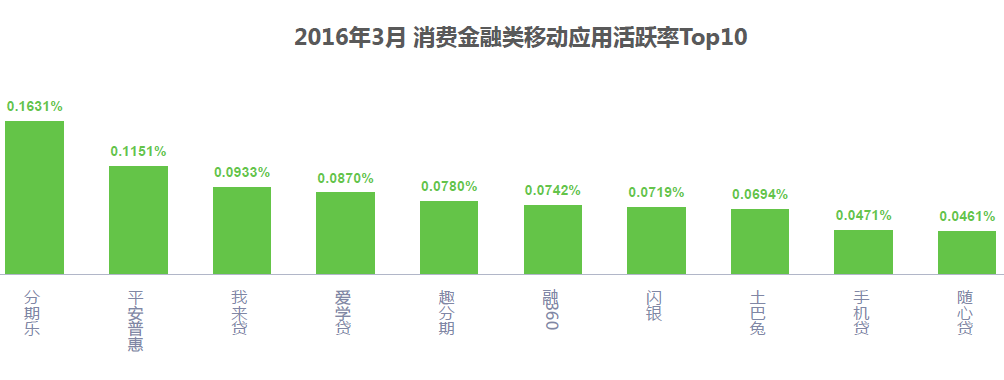 2016年3月 消费金融类移动应用活跃率Top10
0.1631%
0.1151%
0.0933%
0.0870%
0.0780%
0.0742%
0.0719%
0.0694%
0.0471%
0.0461%
分期乐
平安普惠
我来贷
爱学贷
趣分期
融360
闪银
土巴兔
手机贷
随心贷